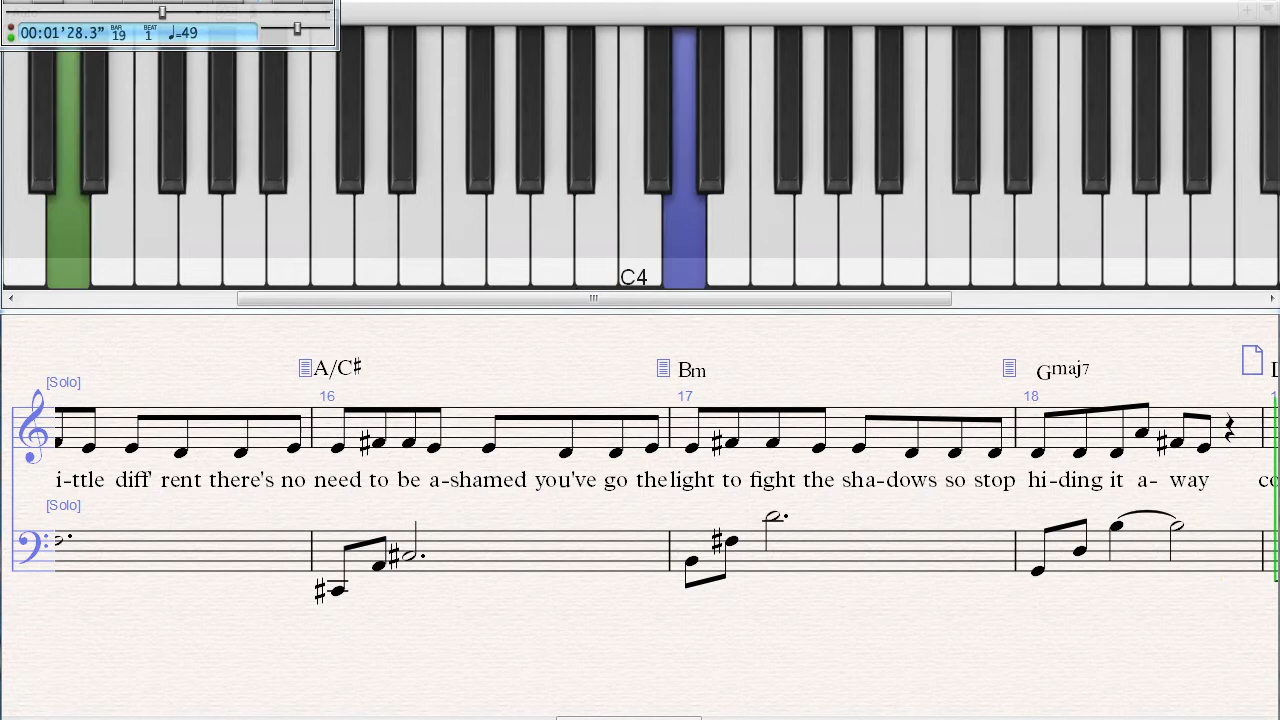 00:01'28.3" BAR 19 BEAT 1 ♩=49
C4
A/C# Bm Gmaj7
[Solo]
16 17 18
i-ttle diff' rent there's no need to be a-shamed you've go the light to fight the sha-dows so stop hi-ding it a- way
[Solo]